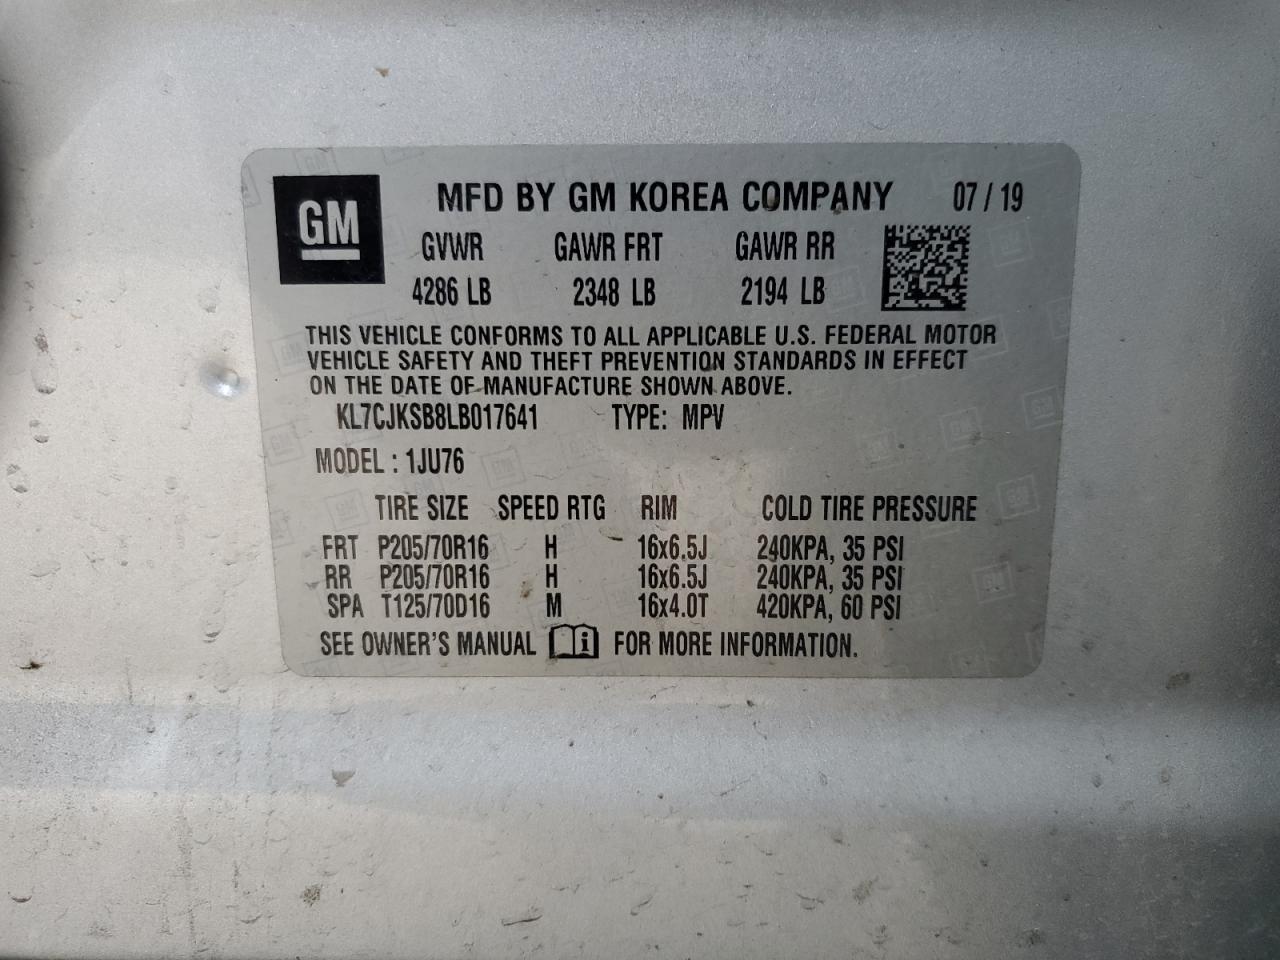 GM MFD BY GM KOREA COMPANY 07 / 19
GVWR GAWR FRT GAWR RR
4286 LB 2348 LB 2194 LB
THIS VEHICLE CONFORMS TO ALL APPLICABLE U.S. FEDERAL MOTOR
VEHICLE SAFETY AND THEFT PREVENTION STANDARDS IN EFFECT
ON THE DATE OF MANUFACTURE SHOWN ABOVE.
KL7CJKSB8LB017641 TYPE: MPV
MODEL : 1JU76
TIRE SIZE SPEED RTG RIM COLD TIRE PRESSURE
FRT P205/70R16 H 16x6.5J 240KPA, 35 PSI
RR P205/70R16 H 16x6.5J 240KPA, 35 PSI
SPA T125/70D16 M 16x4.0T 420KPA, 60 PSI
SEE OWNER'S MANUAL i FOR MORE INFORMATION.